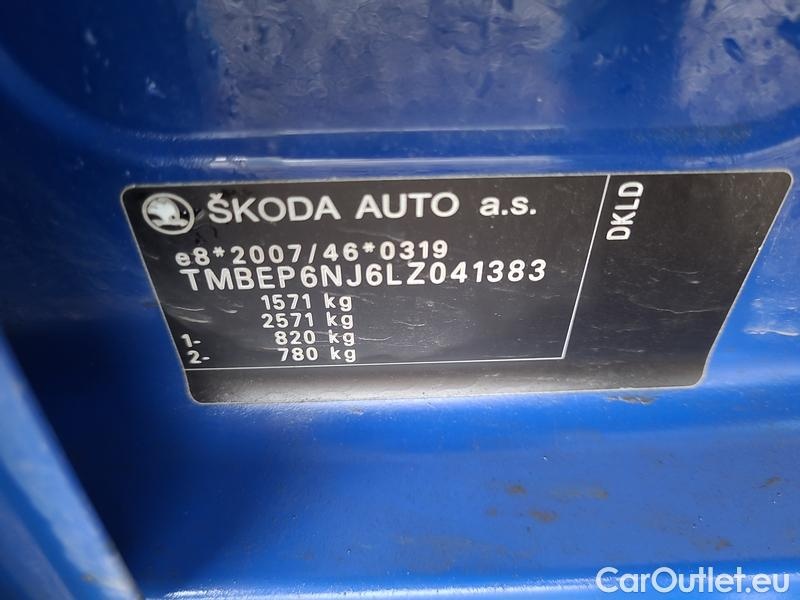 ŠKODA AUTO a.s.
e8*2007/46*0319
TMBEP6NJ6LZ041383
1571 kg
2571 kg
1- 820 kg
2- 780 kg
DKLD
CarOutlet.eu